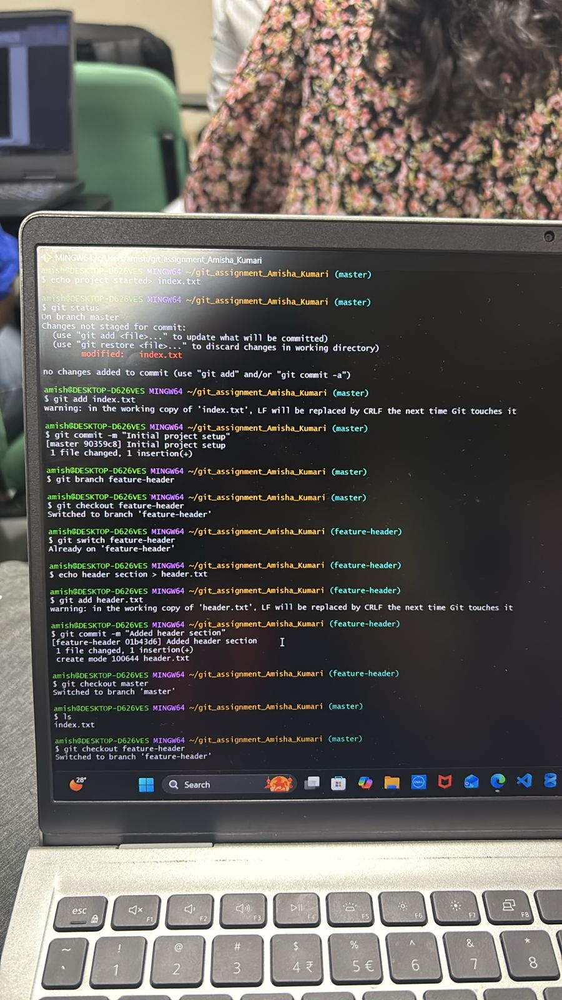 MINGW64:/c/Users/amish/git_assignment_Amisha_Kumari
amish@DESKTOP-D626VES MINGW64 ~/git_assignment_Amisha_Kumari (master)
$ echo project started> index.txt
amish@DESKTOP-D626VES MINGW64 ~/git_assignment_Amisha_Kumari (master)
$ git status
On branch master
Changes not staged for commit:
(use "git add <file>..." to update what will be committed)
(use "git restore <file>..." to discard changes in working directory)
modified: index.txt
no changes added to commit (use "git add" and/or "git commit -a")
amish@DESKTOP-D626VES MINGW64 ~/git_assignment_Amisha_Kumari (master)
$ git add index.txt
warning: in the working copy of 'index.txt', LF will be replaced by CRLF the next time Git touches it
amish@DESKTOP-D626VES MINGW64 ~/git_assignment_Amisha_Kumari (master)
$ git commit -m "Initial project setup"
[master 90359c8] Initial project setup
1 file changed, 1 insertion(+)
amish@DESKTOP-D626VES MINGW64 ~/git_assignment_Amisha_Kumari (master)
$ git branch feature-header
amish@DESKTOP-D626VES MINGW64 ~/git_assignment_Amisha_Kumari (master)
$ git checkout feature-header
Switched to branch 'feature-header'
amish@DESKTOP-D626VES MINGW64 ~/git_assignment_Amisha_Kumari (feature-header)
$ git switch feature-header
Already on 'feature-header'
amish@DESKTOP-D626VES MINGW64 ~/git_assignment_Amisha_Kumari (feature-header)
$ echo header section > header.txt
amish@DESKTOP-D626VES MINGW64 ~/git_assignment_Amisha_Kumari (feature-header)
$ git add header.txt
warning: in the working copy of 'header.txt', LF will be replaced by CRLF the next time Git touches it
amish@DESKTOP-D626VES MINGW64 ~/git_assignment_Amisha_Kumari (feature-header)
$ git commit -m "Added header section"
[feature-header 01b43d6] Added header section
1 file changed, 1 insertion(+)
create mode 100644 header.txt
amish@DESKTOP-D626VES MINGW64 ~/git_assignment_Amisha_Kumari (feature-header)
$ git checkout master
Switched to branch 'master'
amish@DESKTOP-D626VES MINGW64 ~/git_assignment_Amisha_Kumari (master)
$ ls
index.txt
amish@DESKTOP-D626VES MINGW64 ~/git_assignment_Amisha_Kumari (master)
$ git checkout feature-header
Switched to branch 'feature-header'
28° Search DELL
esc F1 F2 F3 F4 F5 F6 F7 F8
~ ! @ # $ % ^ & *
` 1 2 3 4 ₹ 5 € 6 7 8